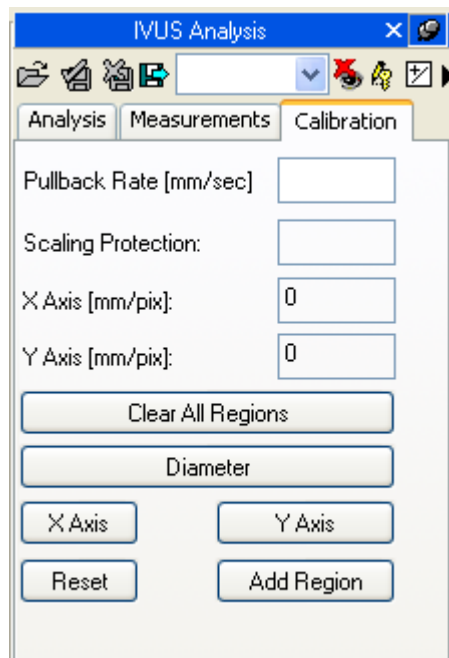 IVUS Analysis
Analysis Measurements Calibration
Pullback Rate [mm/sec]
Scaling Protection:
X Axis [mm/pix]: 0
Y Axis [mm/pix]: 0
Clear All Regions
Diameter
X Axis Y Axis
Reset Add Region